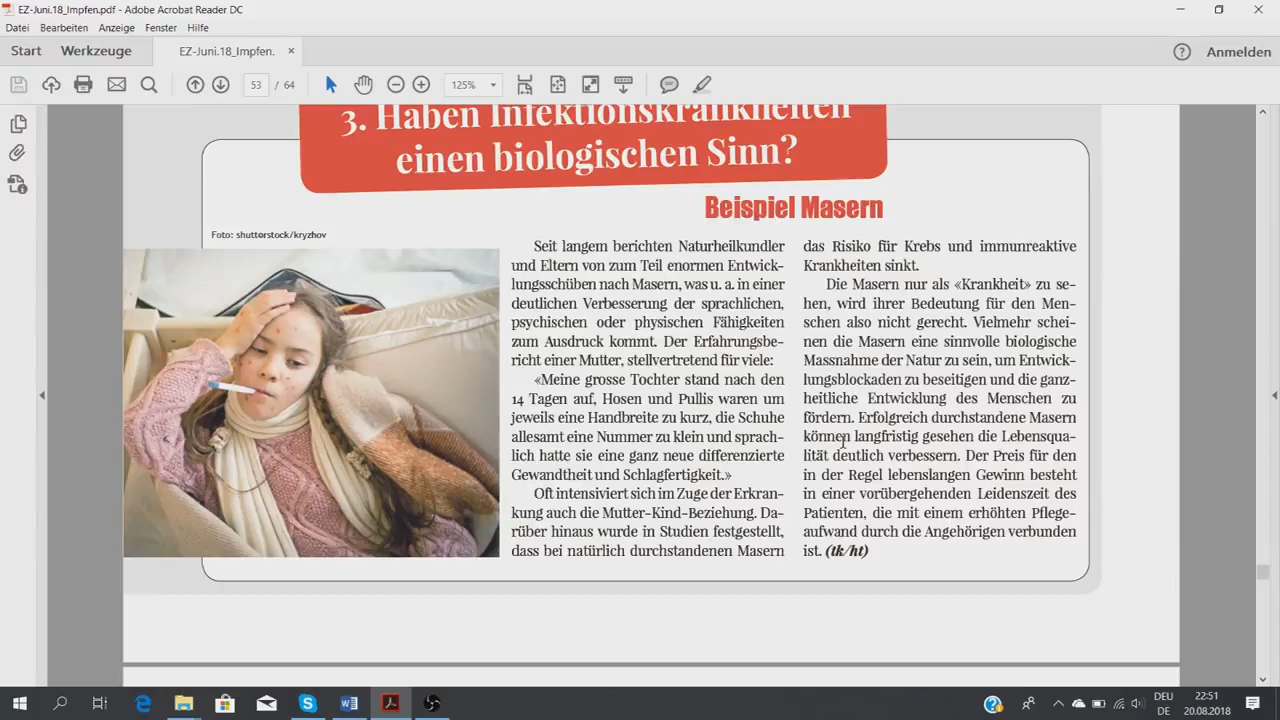 EZ-Juni.18_Impfen.pdf - Adobe Acrobat Reader DC
Datei Bearbeiten Anzeige Fenster Hilfe
Start Werkzeuge EZ-Juni.18_Impfen. × Anmelden
53 / 64 125%
3. Haben Infektionskrankheiten
einen biologischen Sinn?
Beispiel Masern
Foto: shutterstock/kryzhov
Seit langem berichten Naturheilkundler
und Eltern von zum Teil enormen Entwick-
lungsschüben nach Masern, was u. a. in einer
deutlichen Verbesserung der sprachlichen,
psychischen oder physischen Fähigkeiten
zum Ausdruck kommt. Der Erfahrungsbe-
richt einer Mutter, stellvertretend für viele:
«Meine grosse Tochter stand nach den
14 Tagen auf, Hosen und Pullis waren um
jeweils eine Handbreite zu kurz, die Schuhe
allesamt eine Nummer zu klein und sprach-
lich hatte sie eine ganz neue differenzierte
Gewandtheit und Schlagfertigkeit.»
Oft intensiviert sich im Zuge der Erkran-
kung auch die Mutter-Kind-Beziehung. Da-
rüber hinaus wurde in Studien festgestellt,
dass bei natürlich durchstandenen Masern
das Risiko für Krebs und immunreaktive
Krankheiten sinkt.
Die Masern nur als «Krankheit» zu se-
hen, wird ihrer Bedeutung für den Men-
schen also nicht gerecht. Vielmehr schei-
nen die Masern eine sinnvolle biologische
Massnahme der Natur zu sein, um Entwick-
lungsblockaden zu beseitigen und die ganz-
heitliche Entwicklung des Menschen zu
fördern. Erfolgreich durchstandene Masern
können langfristig gesehen die Lebensqua-
lität deutlich verbessern. Der Preis für den
in der Regel lebenslangen Gewinn besteht
in einer vorübergehenden Leidenszeit des
Patienten, die mit einem erhöhten Pflege-
aufwand durch die Angehörigen verbunden
ist. (tk/ht)
DEU 22:51
DE 20.08.2018